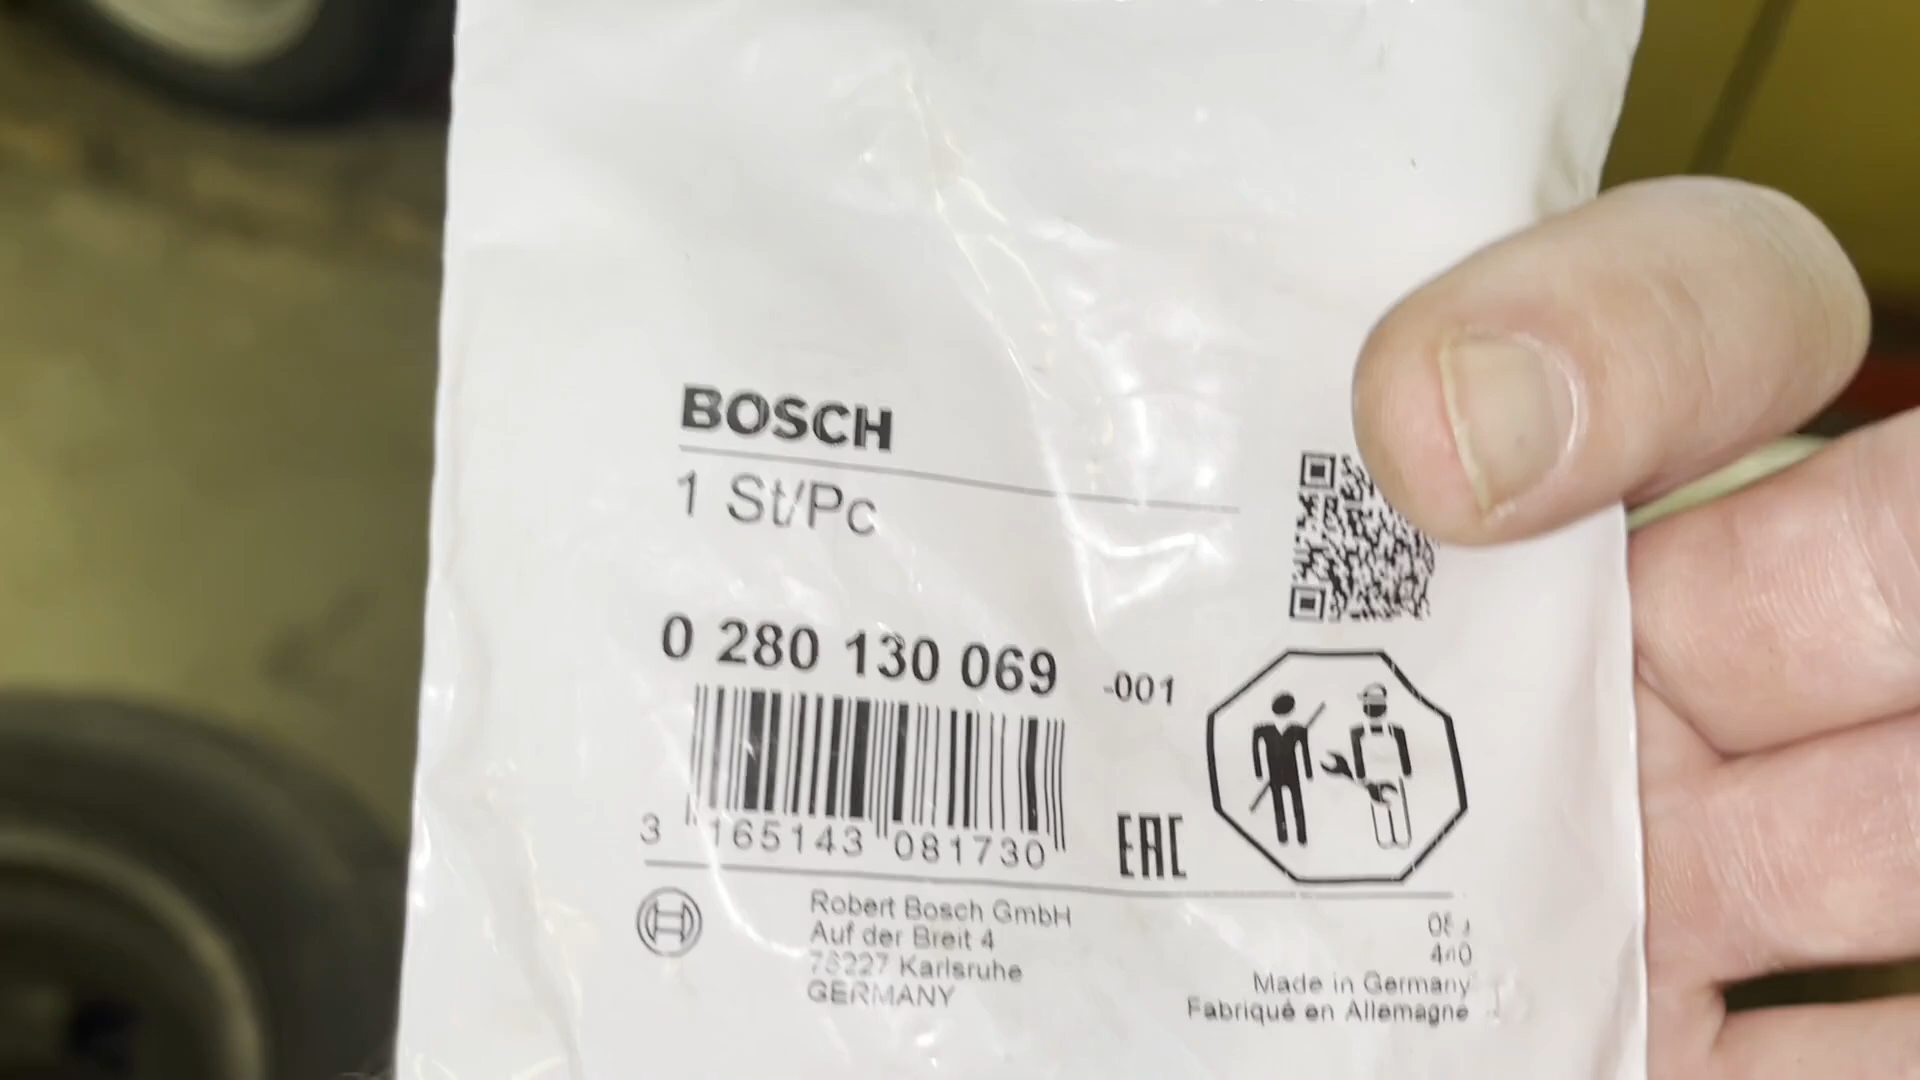 BOSCH
1 St/Pc
0 280 130 069 -001
3 165143 081730
EAC
Robert Bosch GmbH
Auf der Breit 4
76227 Karlsruhe
GERMANY
Made in Germany
Fabriqué en Allemagne